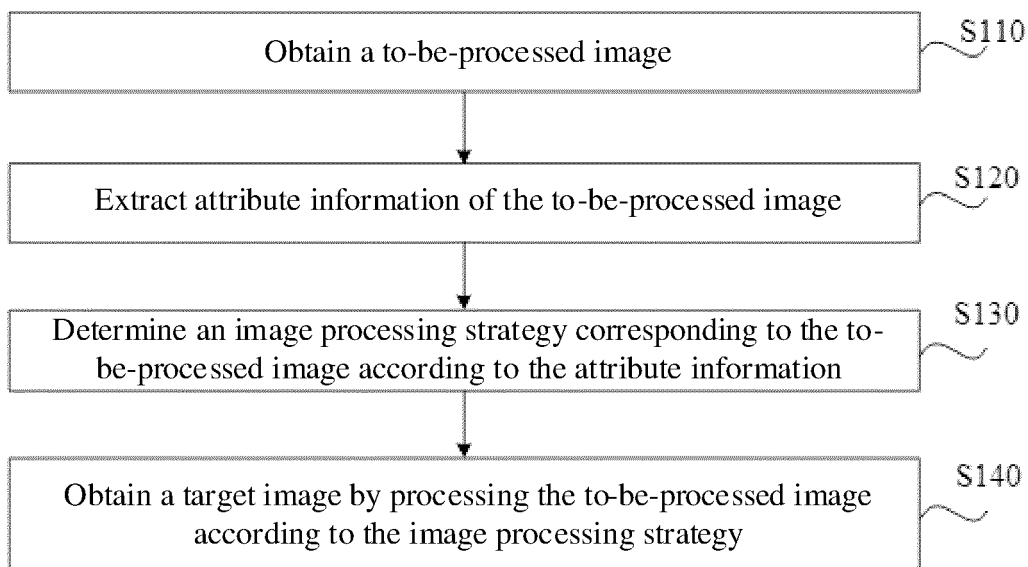 S110
Obtain a to-be-processed image
S120
Extract attribute information of the to-be-processed image
S130
Determine an image processing strategy corresponding to the to-
be-processed image according to the attribute information
S140
Obtain a target image by processing the to-be-processed image
according to the image processing strategy